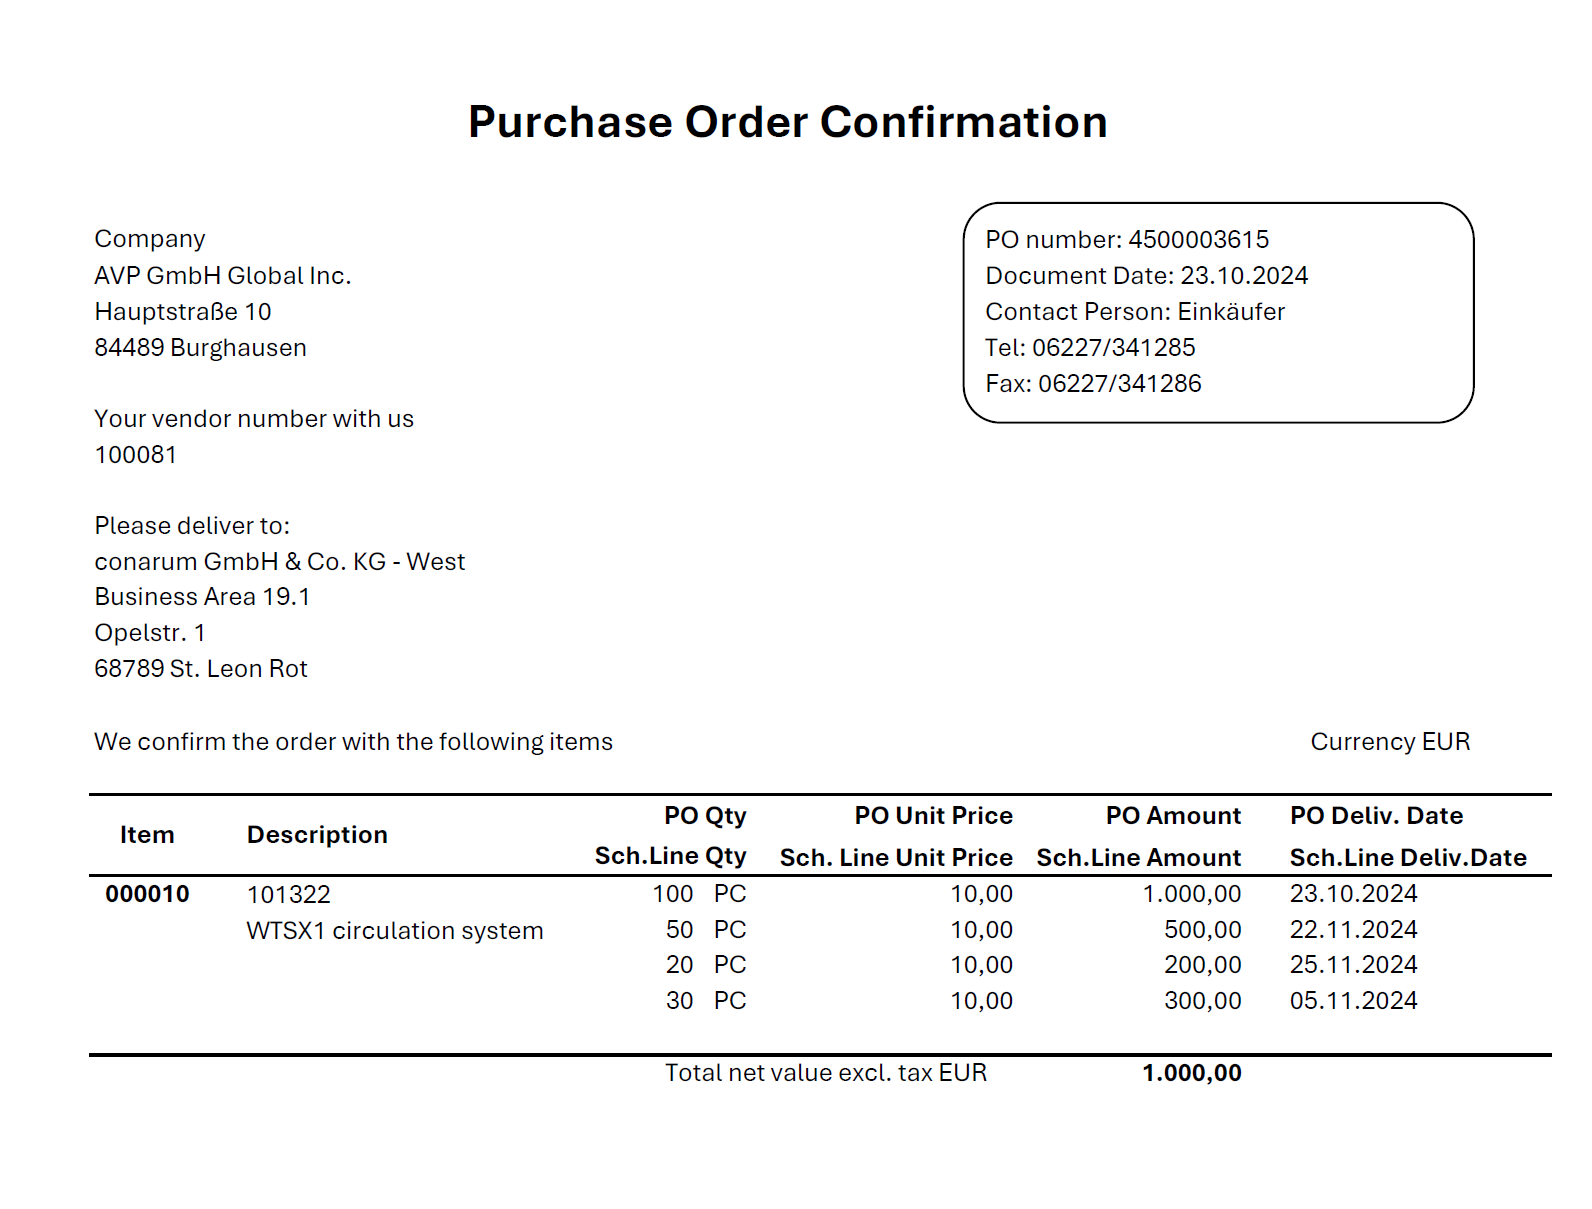 Purchase Order Confirmation
Company
AVP GmbH Global Inc.
Hauptstraße 10
84489 Burghausen
PO number: 4500003615
Document Date: 23.10.2024
Contact Person: Einkäufer
Tel: 06227/341285
Fax: 06227/341286
Your vendor number with us
100081
Please deliver to:
conarum GmbH & Co. KG - West
Business Area 19.1
Opelstr. 1
68789 St. Leon Rot
We confirm the order with the following items Currency EUR
Item Description PO Qty PO Unit Price PO Amount PO Deliv. Date
Sch.Line Qty Sch. Line Unit Price Sch.Line Amount Sch.Line Deliv.Date
000010 101322 100 PC 10,00 1.000,00 23.10.2024
WTSX1 circulation system 50 PC 10,00 500,00 22.11.2024
20 PC 10,00 200,00 25.11.2024
30 PC 10,00 300,00 05.11.2024
Total net value excl. tax EUR 1.000,00